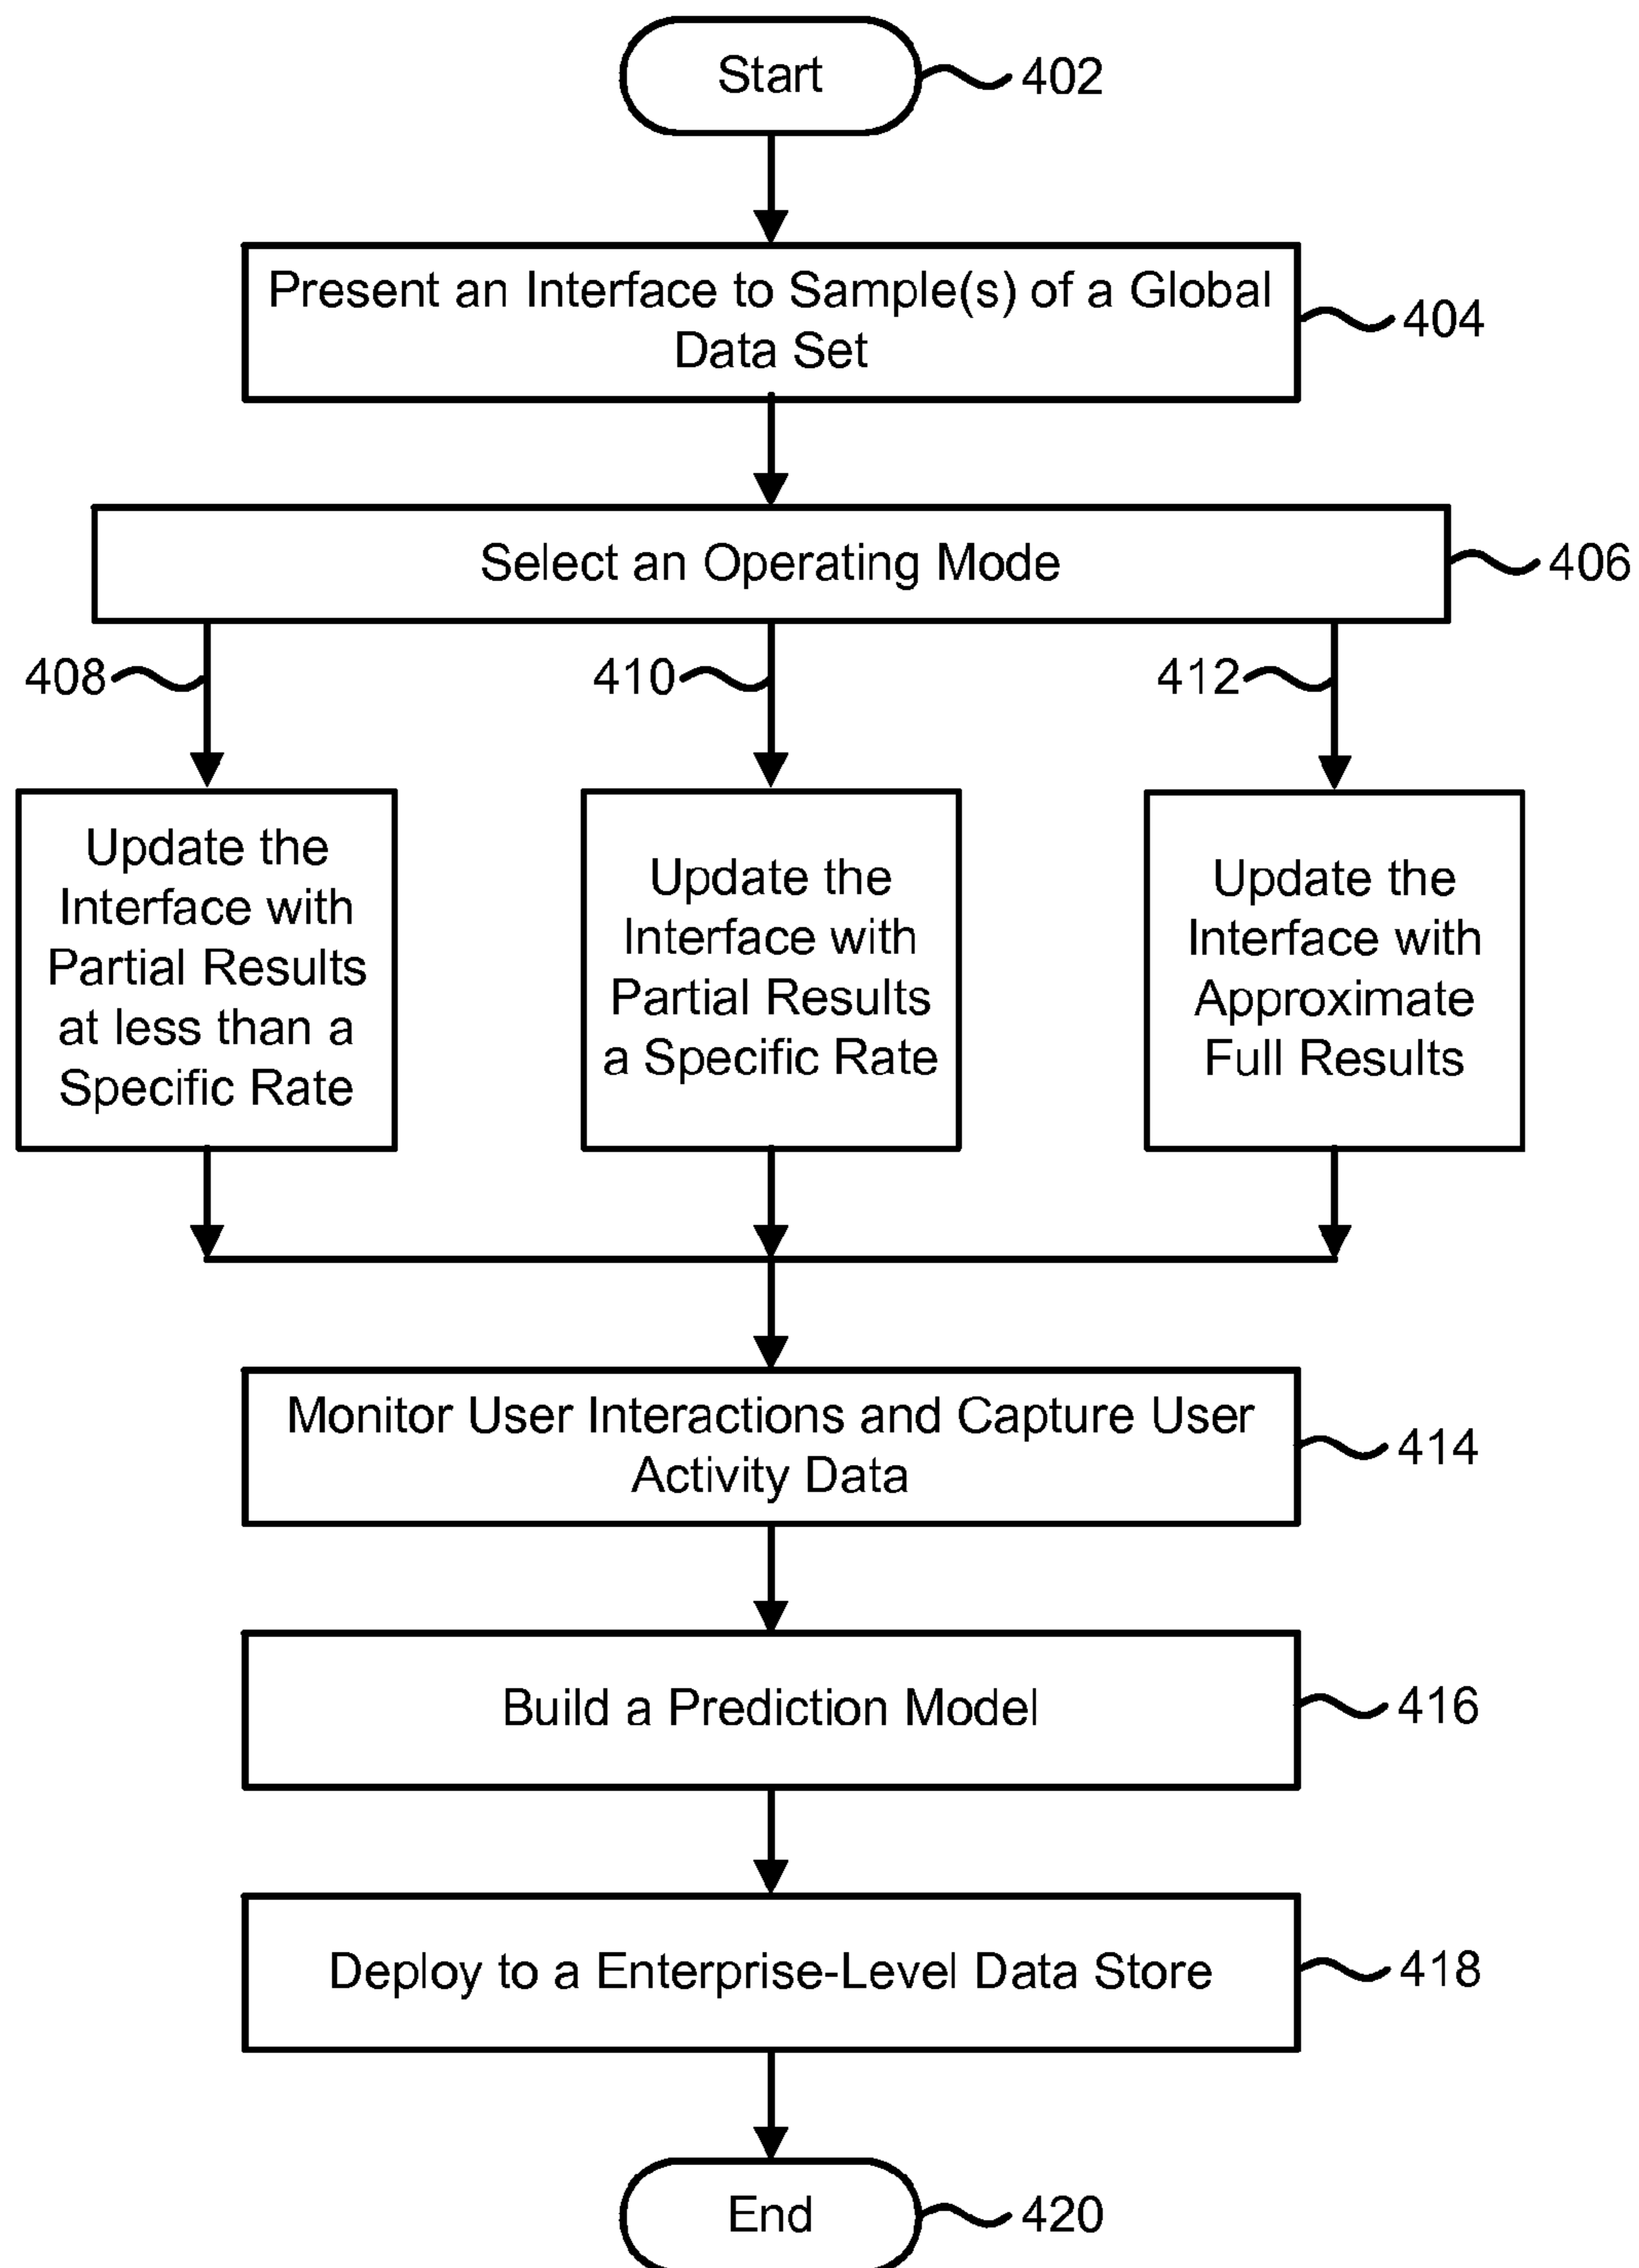 Start
402
Present an Interface to Sample(s) of a Global
Data Set
404
Select an Operating Mode
406
408
410
412
Update the
Interface with
Partial Results
at less than a
Specific Rate
Update the
Interface with
Partial Results
a Specific Rate
Update the
Interface with
Approximate
Full Results
Monitor User Interactions and Capture User
Activity Data
414
Build a Prediction Model
416
Deploy to a Enterprise-Level Data Store
418
End
420